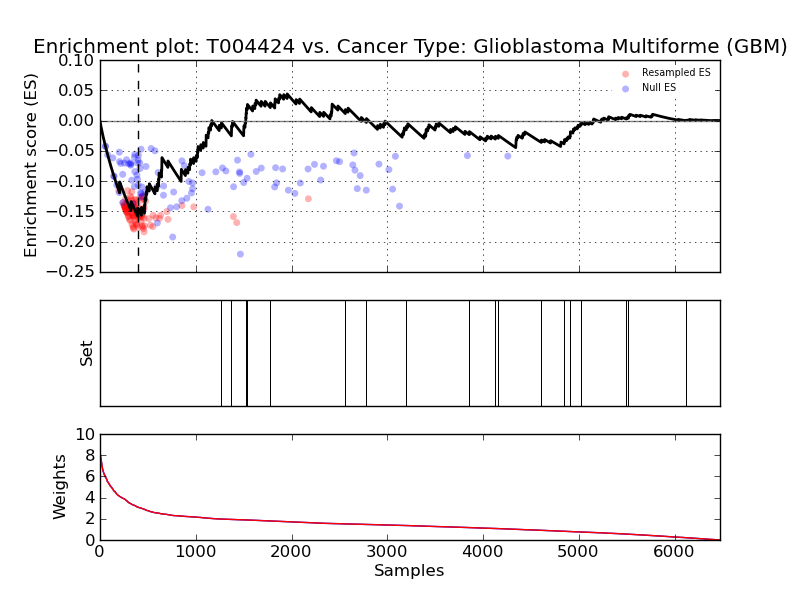 Enrichment plot: T004424 vs. Cancer Type: Glioblastoma Multiforme (GBM)
Resampled ES
Null ES
Enrichment score (ES)
0.10
0.05
0.00
−0.05
−0.10
−0.15
−0.20
−0.25
Set
Weights
10
8
6
4
2
0
0 1000 2000 3000 4000 5000 6000
Samples